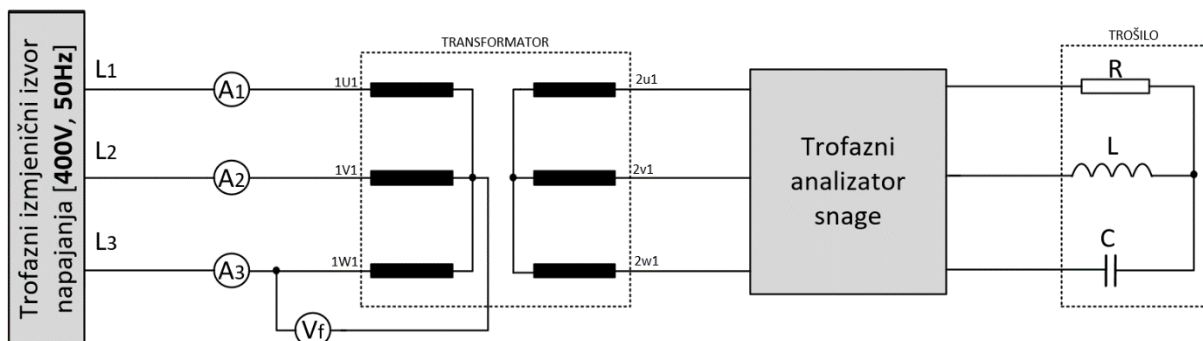 Trofazni izmjenični izvor
napajanja [400V, 50Hz]
L1
L2
L3
A1
A2
A3
Vf
TRANSFORMATOR
1U1
1V1
1W1
2u1
2v1
2w1
Trofazni
analizator
snage
TROŠILO
R
L
C